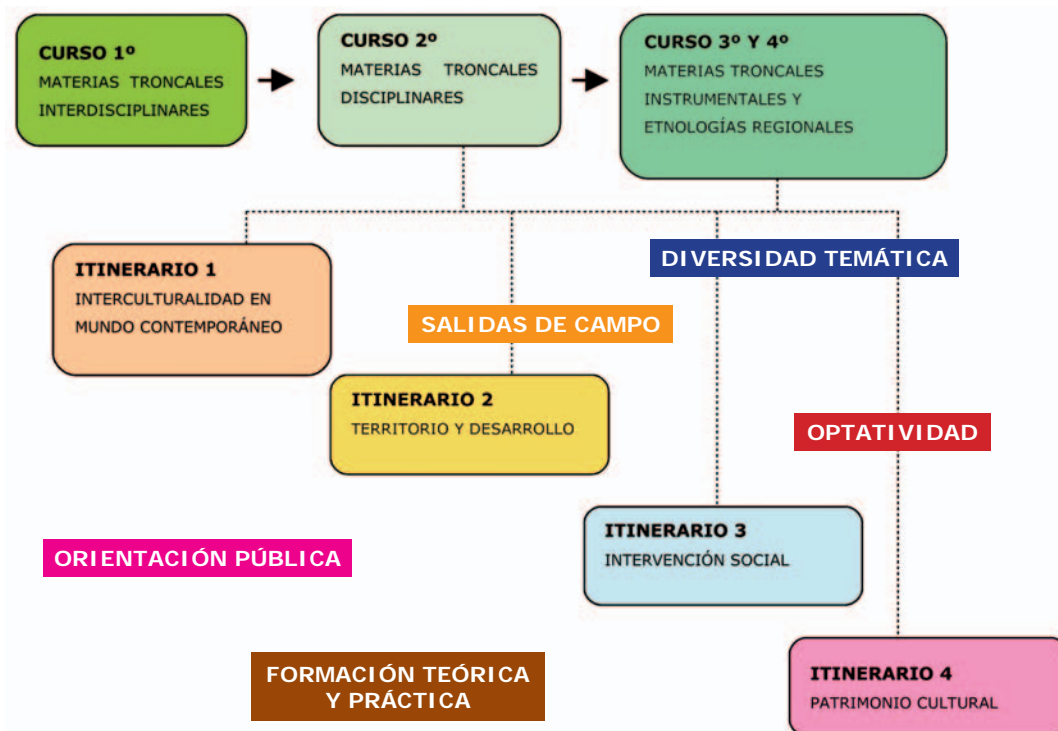 CURSO 1º
MATERIAS TRONCALES
INTERDISCIPLINARES
CURSO 2º
MATERIAS TRONCALES
DISCIPLINARES
CURSO 3º Y 4º
MATERIAS TRONCALES
INSTRUMENTALES Y
ETNOLOGÍAS REGIONALES
ITINERARIO 1
INTERCULTURALIDAD EN
MUNDO CONTEMPORÁNEO
DIVERSIDAD TEMÁTICA
SALIDAS DE CAMPO
ITINERARIO 2
TERRITORIO Y DESARROLLO
OPTATIVIDAD
ITINERARIO 3
INTERVENCIÓN SOCIAL
ORIENTACIÓN PÚBLICA
FORMACIÓN TEÓRICA
Y PRÁCTICA
ITINERARIO 4
PATRIMONIO CULTURAL